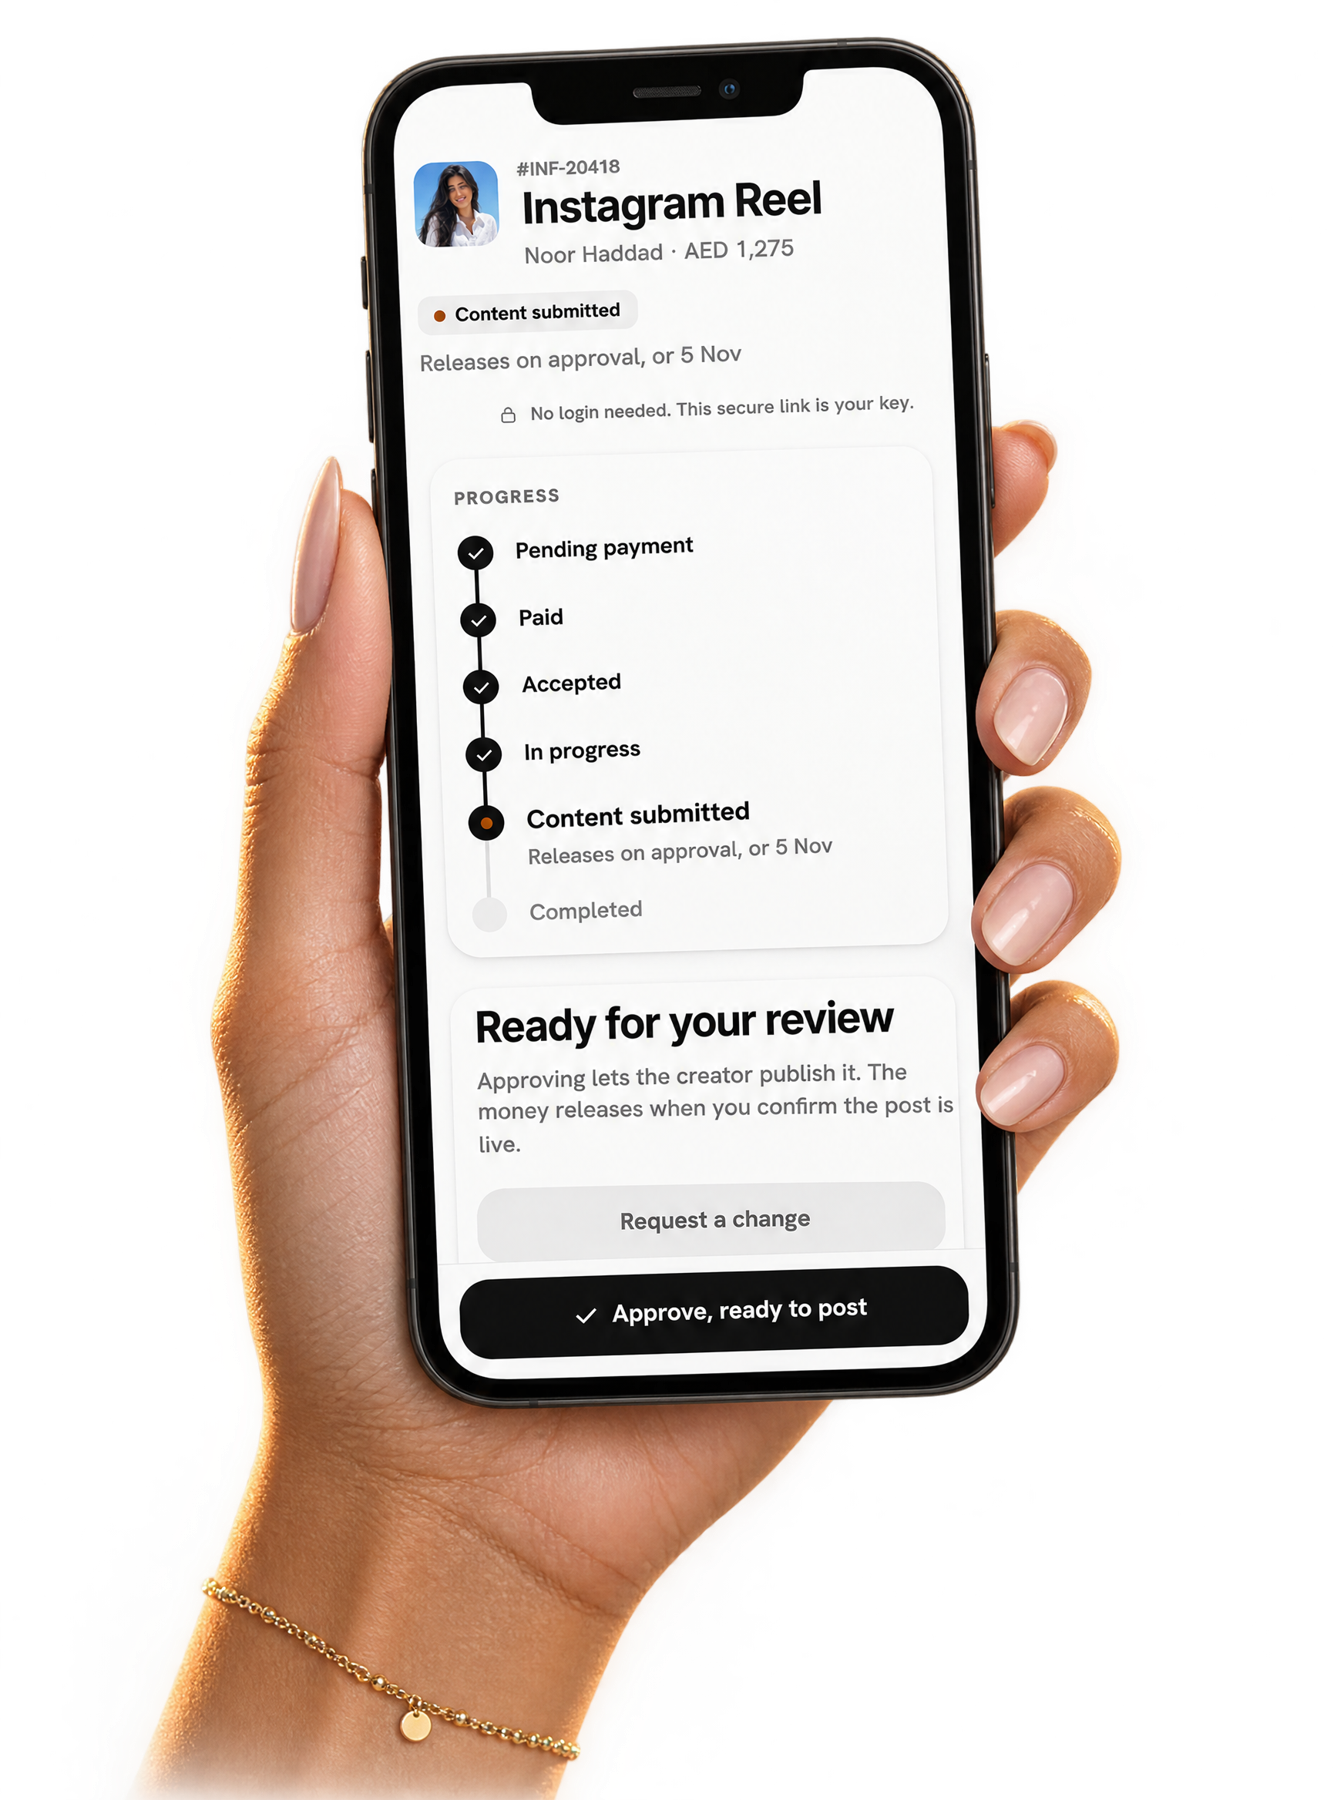 #INF-20418
Instagram Reel
Noor Haddad · AED 1,275
Content submitted
Releases on approval, or 5 Nov
No login needed. This secure link is your key.
PROGRESS
Pending payment
Paid
Accepted
In progress
Content submitted
Releases on approval, or 5 Nov
Completed
Ready for your review
Approving lets the creator publish it. The
money releases when you confirm the post is
live.
Request a change
Approve, ready to post